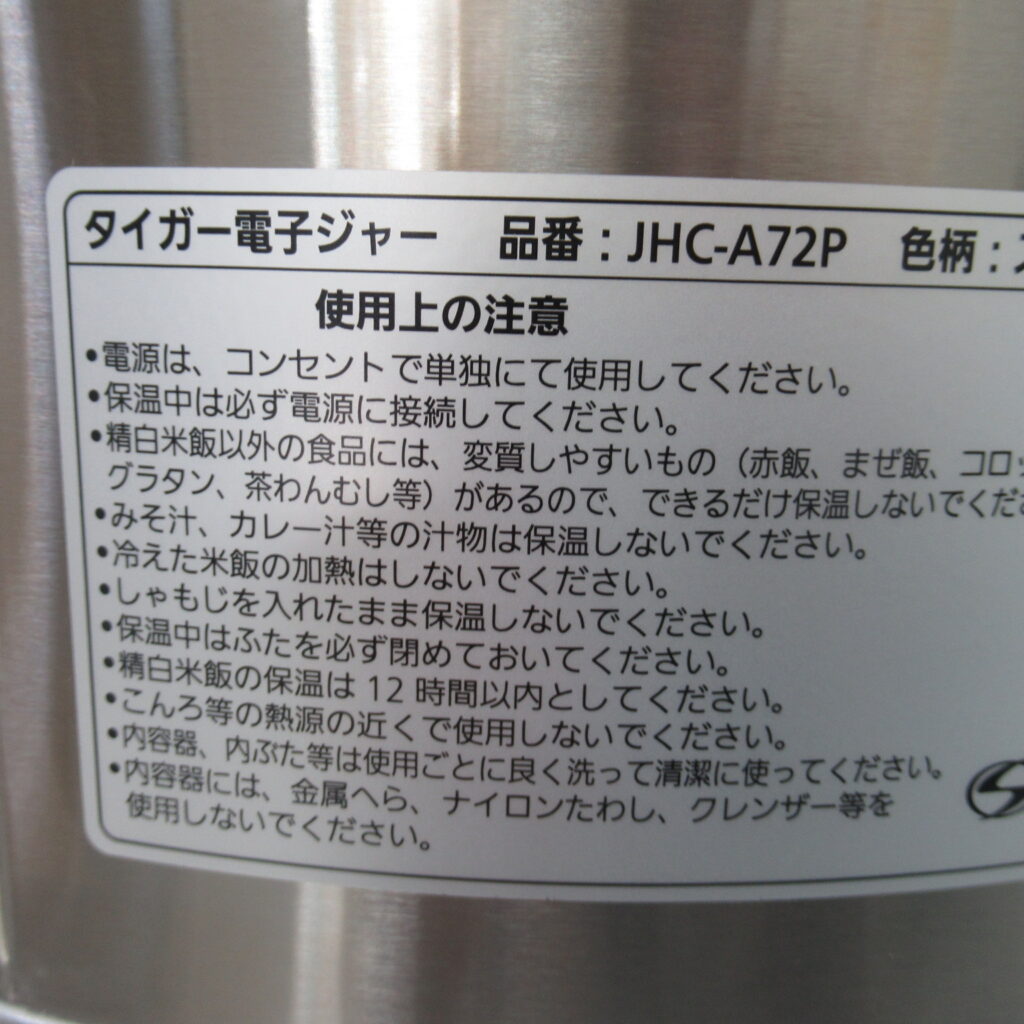 タイガー電子ジャー 品番：JHC-A72P 色柄：
使用上の注意
•電源は、コンセントで単独にて使用してください。
•保温中は必ず電源に接続してください。
•精白米飯以外の食品には、変質しやすいもの（赤飯、まぜ飯、コロッ
グラタン、茶わんむし等）があるので、できるだけ保温しないでくださ
•みそ汁、カレー汁等の汁物は保温しないでください。
•冷えた米飯の加熱はしないでください。
•しゃもじを入れたまま保温しないでください。
•保温中はふたを必ず閉めておいてください。
•精白米飯の保温は 12 時間以内としてください。
•こんろ等の熱源の近くで使用しないでください。
•内容器、内ぶた等は使用ごとに良く洗って清潔に使ってください。
•内容器には、金属へら、ナイロンたわし、クレンザー等を
使用しないでください。